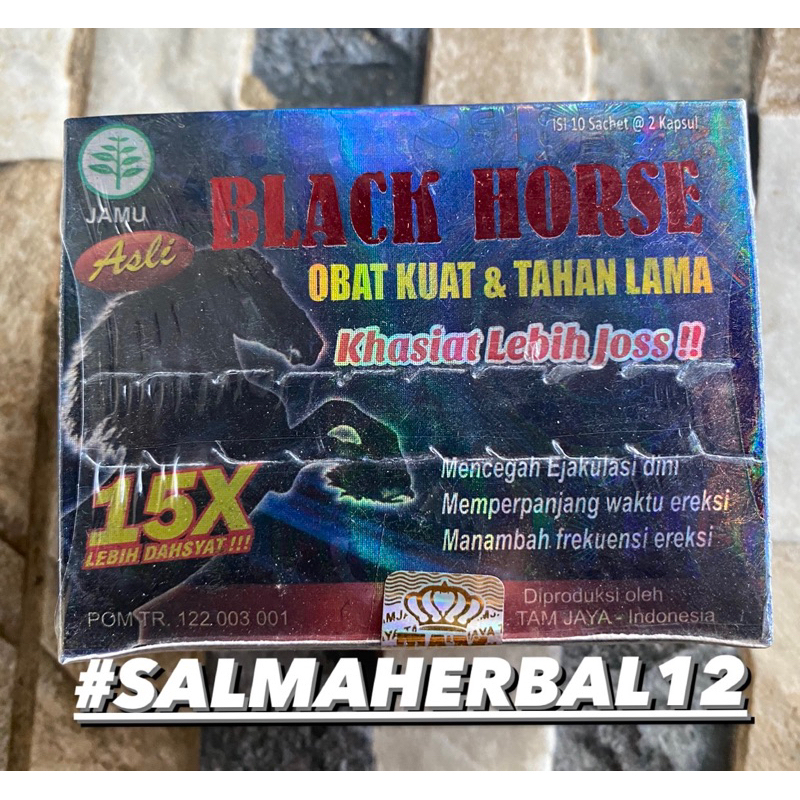 ISI 10 Sachet @ 2 Kapsul
JAMU
Asli
BLACK HORSE
OBAT KUAT & TAHAN LAMA
Khasiat Lebih Joss !!
15X
LEBIH DAHSYAT !!!
Mencegah Ejakulasi dini
Memperpanjang waktu ereksi
Manambah frekuensi ereksi
POM TR. 122.003 001
Diproduksi oleh :
TAM JAYA - Indonesia
#SALMAHERBAL12